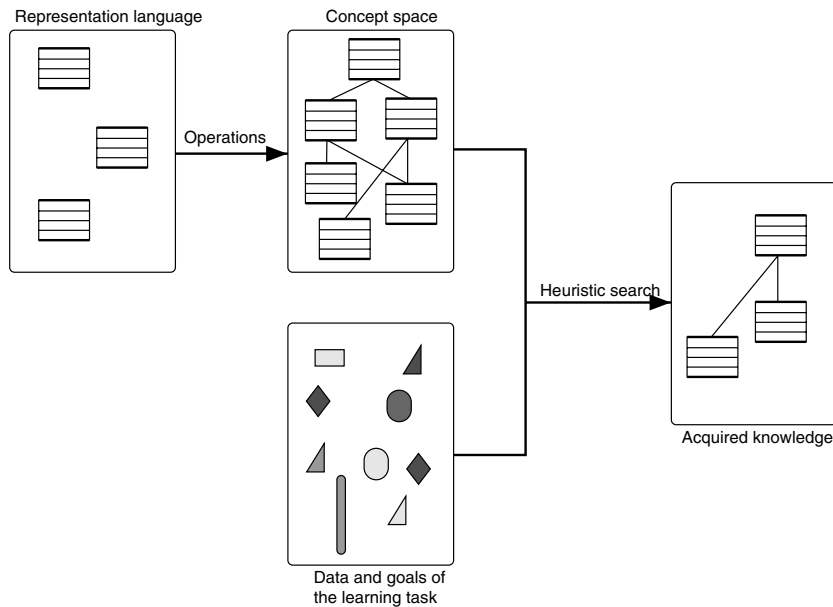 Representation language
Concept space
Operations
Heuristic search
Acquired knowledge
Data and goals of
the learning task